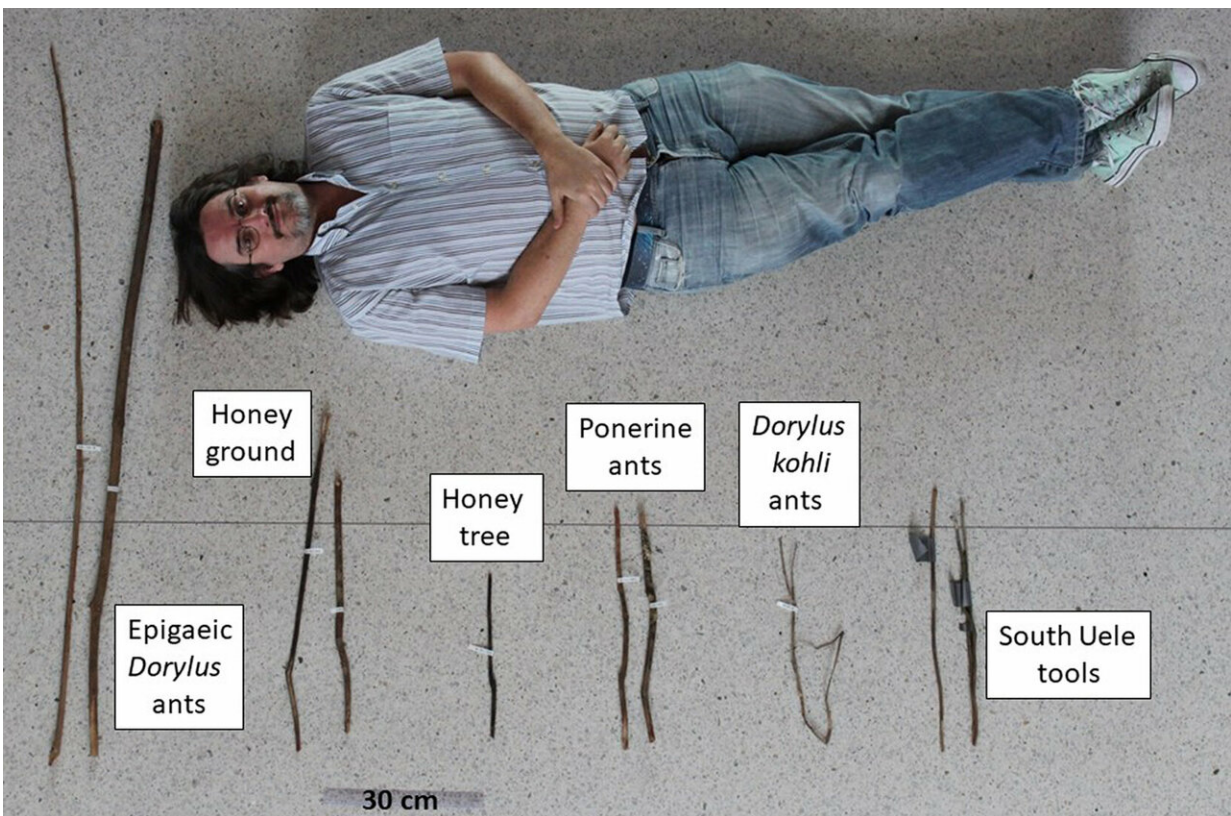 Honey
ground
Honey
tree
Ponerine
ants
Dorylus
kohli
ants
Epigaeic
Dorylus
ants
South Uele
tools
30 cm